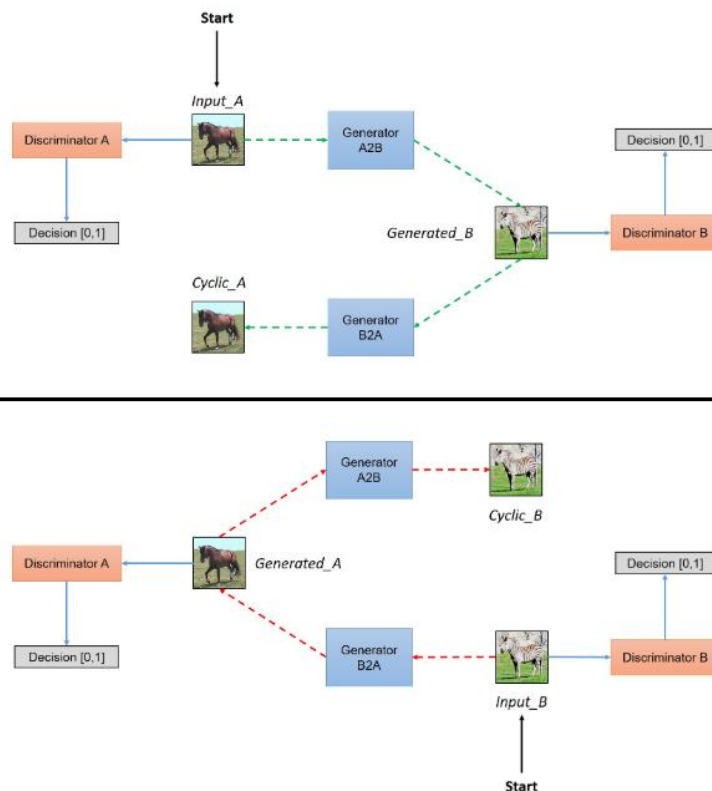 Start
Input_A
Discriminator A
Generator
A2B
Decision [0,1]
Decision [0,1]
Generated_B
Discriminator B
Cyclic_A
Generator
B2A
Generator
A2B
Cyclic_B
Discriminator A
Generated_A
Decision [0,1]
Decision [0,1]
Generator
B2A
Discriminator B
Input_B
Start